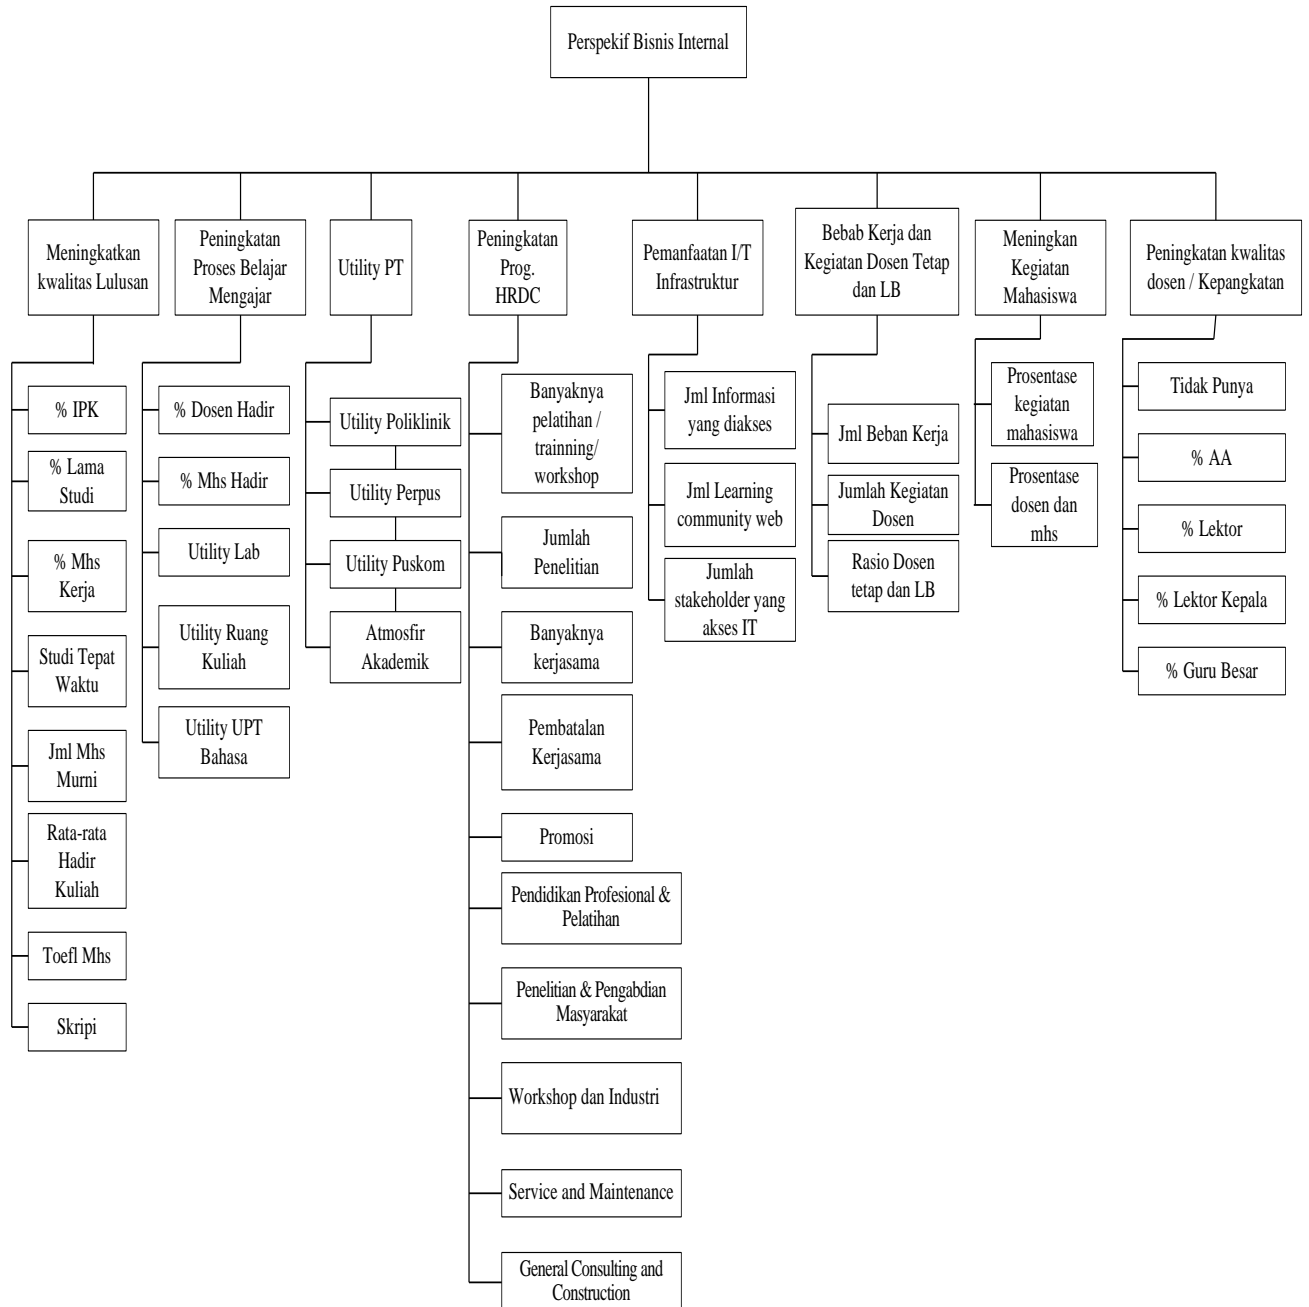 Perspekif Bisnis Internal
Meningkatkan
kwalitas Lulusan
Peningkatan
Proses Belajar
Mengajar
Utility PT
Peningkatan
Prog.
HRDC
Pemanfaatan I/T
Infrastruktur
Bebab Kerja dan
Kegiatan Dosen Tetap
dan LB
Meningkan
Kegiatan
Mahasiswa
Peningkatan kwalitas
dosen / Kepangkatan
% IPK
% Lama
Studi
% Mhs
Kerja
Studi Tepat
Waktu
Jml Mhs
Murni
Rata-rata
Hadir
Kuliah
Toefl Mhs
Skripi
% Dosen Hadir
% Mhs Hadir
Utility Lab
Utility Ruang
Kuliah
Utility UPT
Bahasa
Utility Poliklinik
Utility Perpus
Utility Puskom
Atmosfir
Akademik
Banyaknya
pelatihan /
trainning/
workshop
Jumlah
Penelitian
Banyaknya
kerjasama
Pembatalan
Kerjasama
Promosi
Pendidikan Profesional &
Pelatihan
Penelitian & Pengabdian
Masyarakat
Workshop dan Industri
Service and Maintenance
General Consulting and
Construction
Jml Informasi
yang diakses
Jml Learning
community web
Jumlah
stakeholder yang
akses IT
Jml Beban Kerja
Jumlah Kegiatan
Dosen
Rasio Dosen
tetap dan LB
Prosentase
kegiatan
mahasiswa
Prosentase
dosen dan
mhs
Tidak Punya
% AA
% Lektor
% Lektor Kepala
% Guru Besar